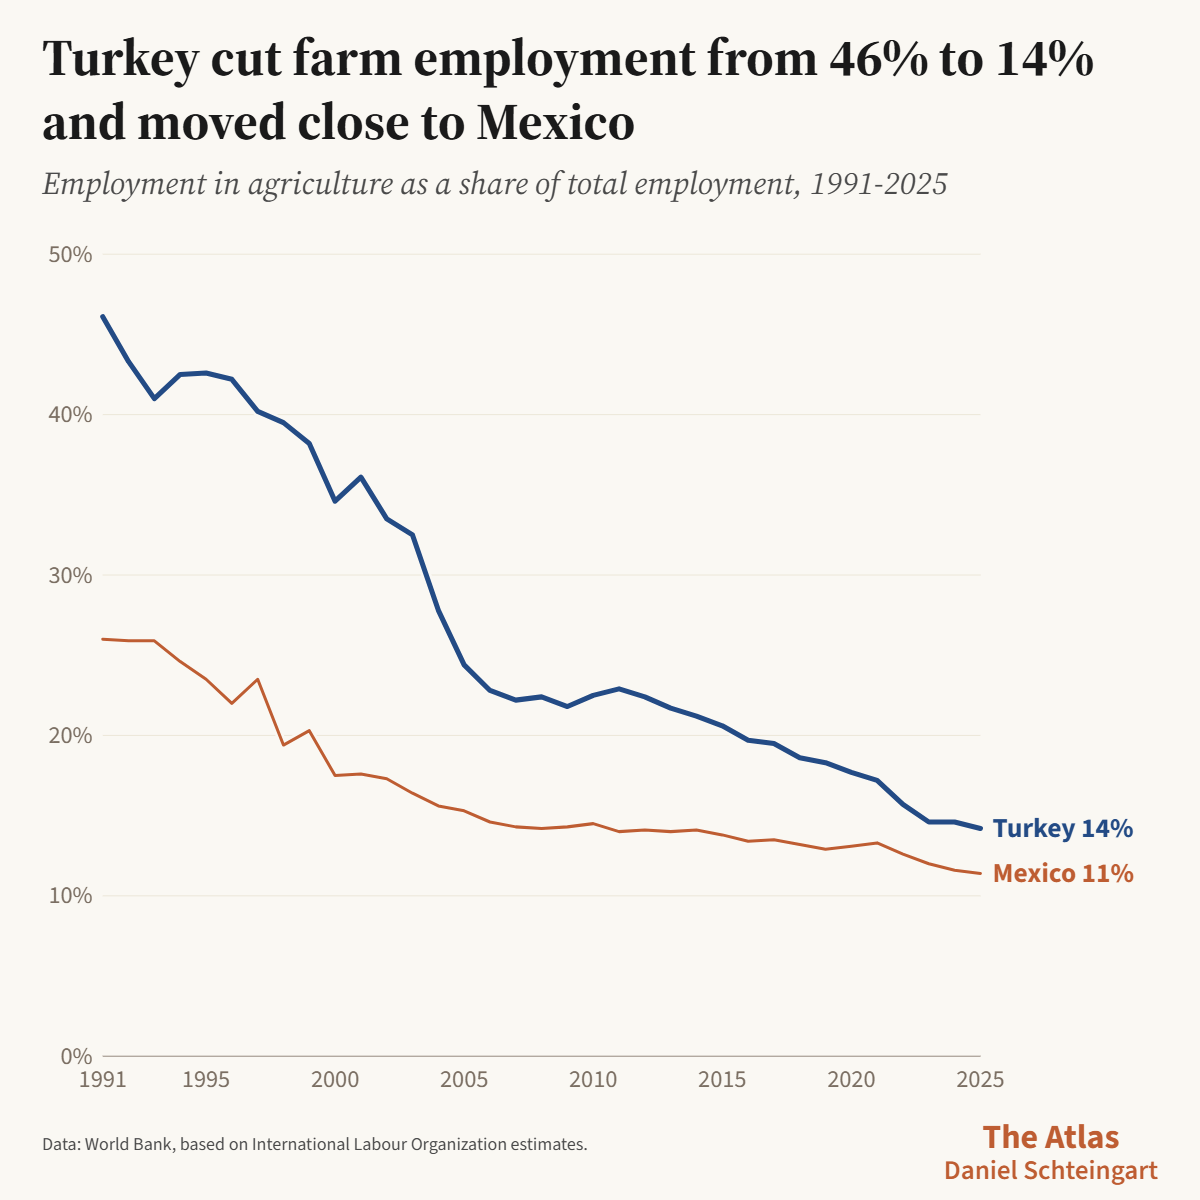 Turkey cut farm employment from 46% to 14%
and moved close to Mexico
Employment in agriculture as a share of total employment, 1991-2025
50%
40%
30%
20%
10%
0%
Turkey 14%
Mexico 11%
1991 1995 2000 2005 2010 2015 2020 2025
Data: World Bank, based on International Labour Organization estimates.
The Atlas
Daniel Schteingart